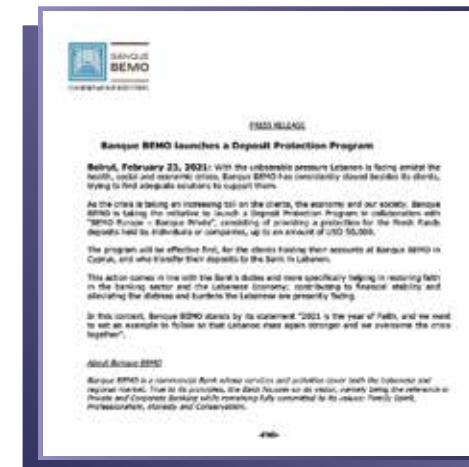 BANQUE
BEMO
PRESS RELEASE
Banque BEMO launches a Deposit Protection Program
Beirut, February 23, 2021: With the unbearable pressure Lebanon is facing amidst the
health, social and economic crises, Banque BEMO has consistently stayed besides its clients,
trying to find adequate solutions to support them.
As the crisis is taking an increasing toll on the clients, the economy and our society. Banque
BEMO is taking the initiative to launch a Deposit Protection Program in collaboration with
"BEMO Europe – Banque Privée", consisting of providing a protection for the Fresh Funds
deposits held by individuals or companies, up to an amount of USD 50,000.
The program will be effective first, for the clients holding their accounts at Banque BEMO in
Cyprus, and who transfer their deposits to the Bank in Lebanon.
This action comes in line with the Bank's duties and more specifically helping in restoring faith
in the banking sector and the Lebanese Economy, contributing to financial stability and
alleviating the distress and burdens the Lebanese are presently facing.
In this context, Banque BEMO stands by its statement "2021 is the year of Faith, and we want
to set an example to follow so that Lebanon rises again stronger and we overcome the crisis
together".
About Banque BEMO
Banque BEMO is a commercial Bank whose services and activities cover both the Lebanese and
regional market. True to its principles, the Bank focuses on its vision, namely being the reference in
Private and Corporate Banking while remaining fully committed to its values: Family Spirit,
Professionalism, Honesty and Conservatism.
-END-